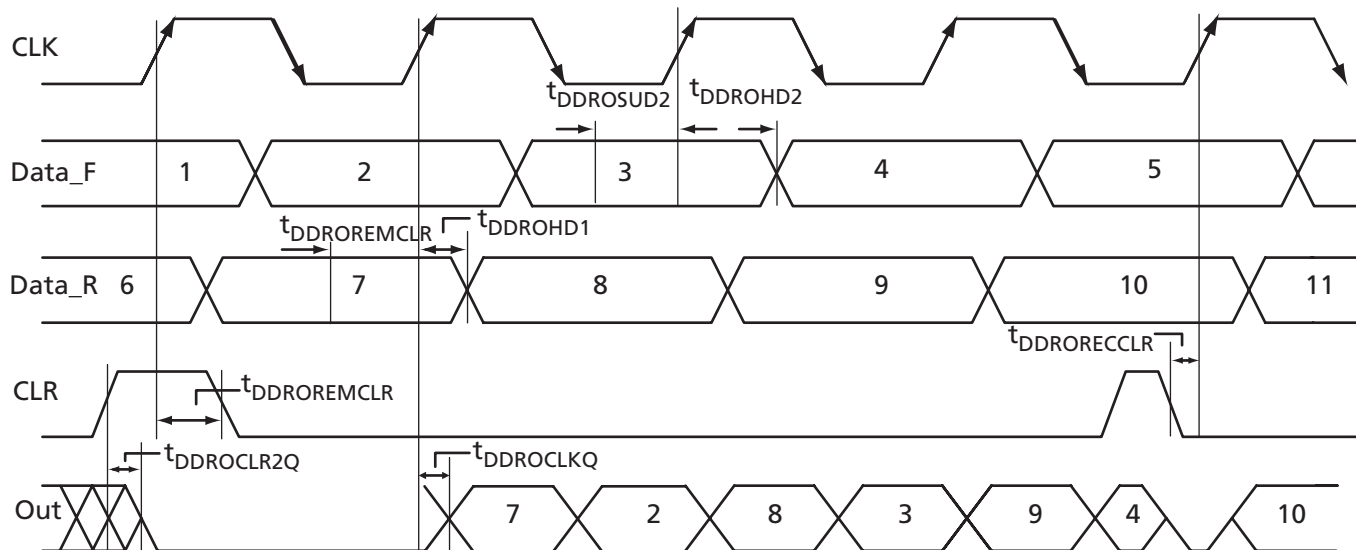 CLK
tDDROSUD2 tDDROHD2
Data_F 1 2 3 4 5
tDDROREMCLR tDDROHD1
Data_R 6 7 8 9 10 11
tDDRORECCLR
CLR tDDROREMCLR
tDDROCLR2Q tDDROCLKQ
Out 7 2 8 3 9 4 10